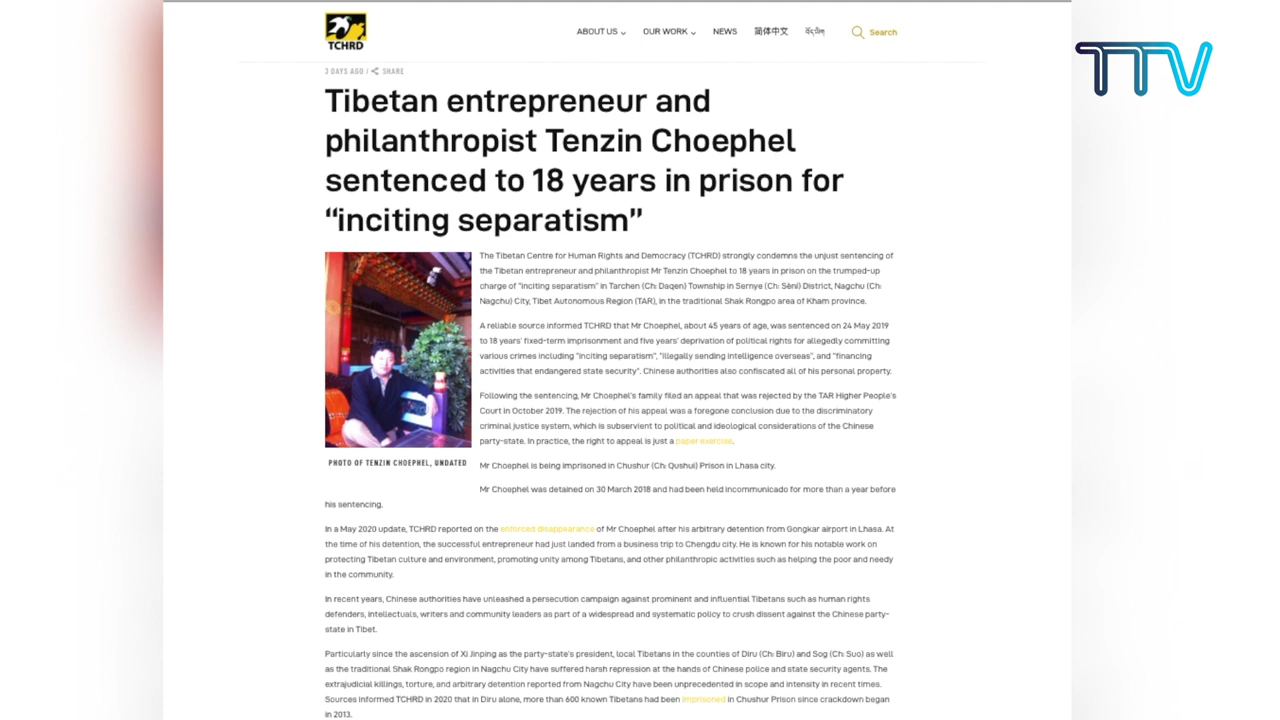 TCHRD
ABOUT US
OUR WORK
NEWS
简体中文
བོད་ཡིག
Search
TTV
3 DAYS AGO / SHARE
Tibetan entrepreneur and
philanthropist Tenzin Choephel
sentenced to 18 years in prison for
“inciting separatism”
The Tibetan Centre for Human Rights and Democracy (TCHRD) strongly condemns the unjust sentencing of
the Tibetan entrepreneur and philanthropist Mr Tenzin Choephel to 18 years in prison on the trumped-up
charge of “inciting separatism” in Tarchen (Ch: Daqen) Township in Sernye (Ch: Sèni) District, Nagchu (Ch:
Nagchu) City, Tibet Autonomous Region (TAR), in the traditional Shak Rongpo area of Kham province.
A reliable source informed TCHRD that Mr Choephel, about 45 years of age, was sentenced on 24 May 2019
to 18 years’ fixed-term imprisonment and five years’ deprivation of political rights for allegedly committing
various crimes including “inciting separatism”, “illegally sending intelligence overseas”, and “financing
activities that endangered state security”. Chinese authorities also confiscated all of his personal property.
Following the sentencing, Mr Choephel’s family filed an appeal that was rejected by the TAR Higher People’s
Court in October 2019. The rejection of his appeal was a foregone conclusion due to the discriminatory
criminal justice system, which is subservient to political and ideological considerations of the Chinese
party-state. In practice, the right to appeal is just a paper exercise.
PHOTO OF TENZIN CHOEPHEL, UNDATED
Mr Choephel is being imprisoned in Chushur (Ch: Qushui) Prison in Lhasa city.
Mr Choephel was detained on 30 March 2018 and had been held incommunicado for more than a year before
his sentencing.
In a May 2020 update, TCHRD reported on the enforced disappearance of Mr Choephel after his arbitrary detention from Gongkar airport in Lhasa. At
the time of his detention, the successful entrepreneur had just landed from a business trip to Chengdu city. He is known for his notable work on
protecting Tibetan culture and environment, promoting unity among Tibetans, and other philanthropic activities such as helping the poor and needy
in the community.
In recent years, Chinese authorities have unleashed a persecution campaign against prominent and influential Tibetans such as human rights
defenders, intellectuals, writers and community leaders as part of a widespread and systematic policy to crush dissent against the Chinese party-
state in Tibet.
Particularly since the ascension of Xi Jinping as the party-state’s president, local Tibetans in the counties of Diru (Ch: Biru) and Sog (Ch: Suo) as well
as the traditional Shak Rongpo region in Nagchu City have suffered harsh repression at the hands of Chinese police and state security agents. The
extrajudicial killings, torture, and arbitrary detention reported from Nagchu City have been unprecedented in scope and intensity in recent times.
Sources informed TCHRD in 2020 that in Diru alone, more than 600 known Tibetans had been imprisoned in Chushur Prison since crackdown began
in 2013.